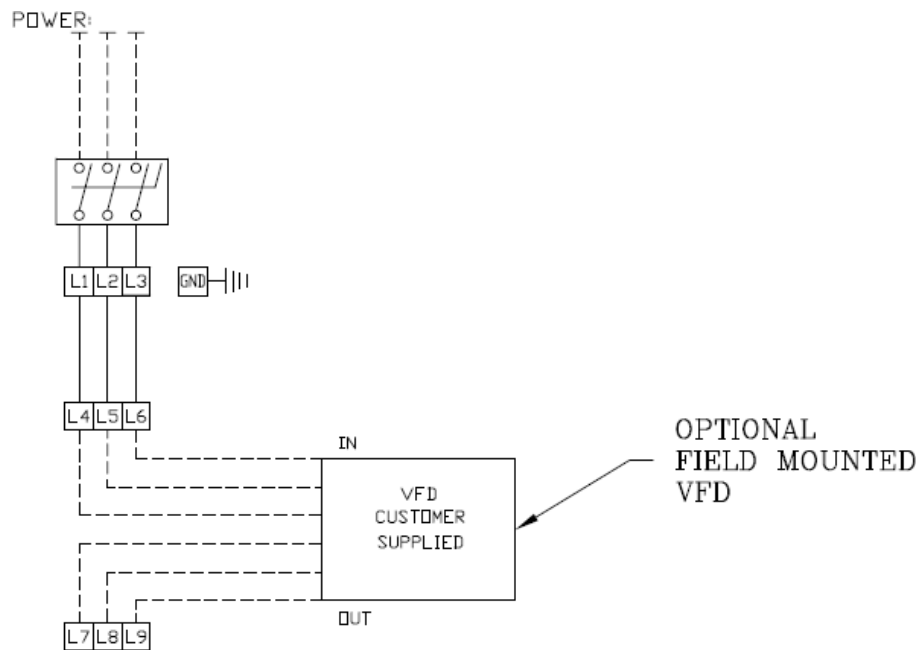 POWER:
L1 L2 L3 GND
L4 L5 L6
IN
VFD
CUSTOMER
SUPPLIED
OPTIONAL
FIELD MOUNTED
VFD
OUT
L7 L8 L9